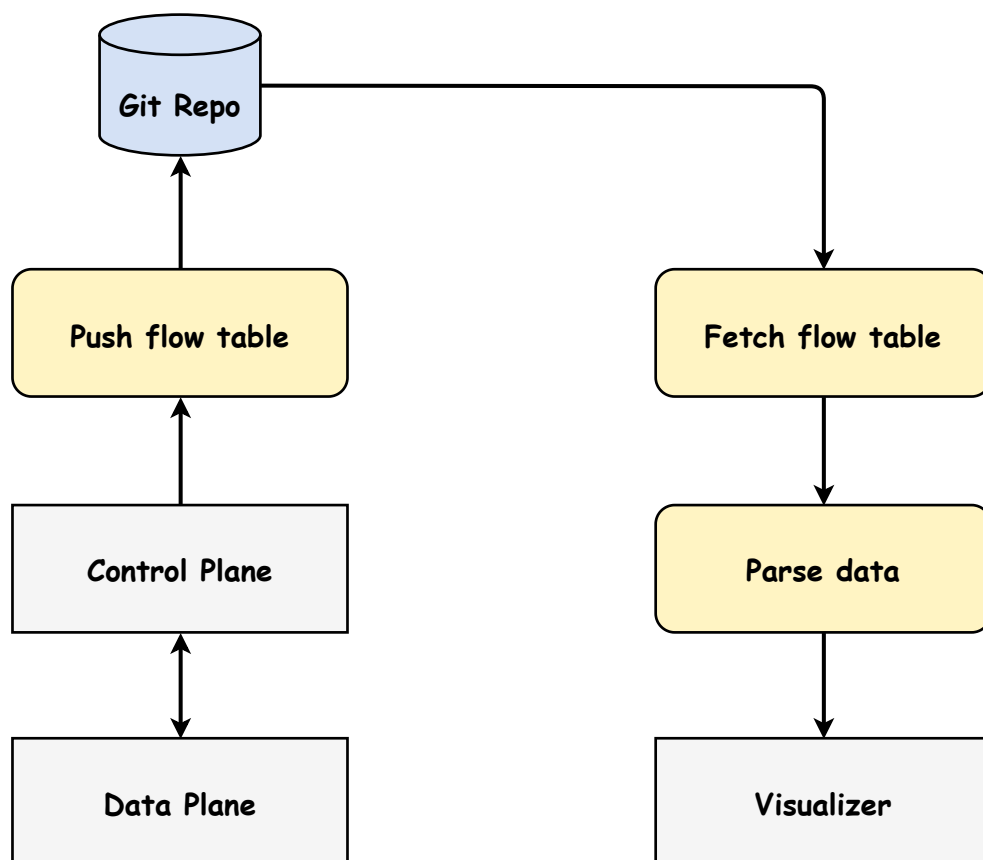 Git Repo
Push flow table
Fetch flow table
Control Plane
Parse data
Data Plane
Visualizer